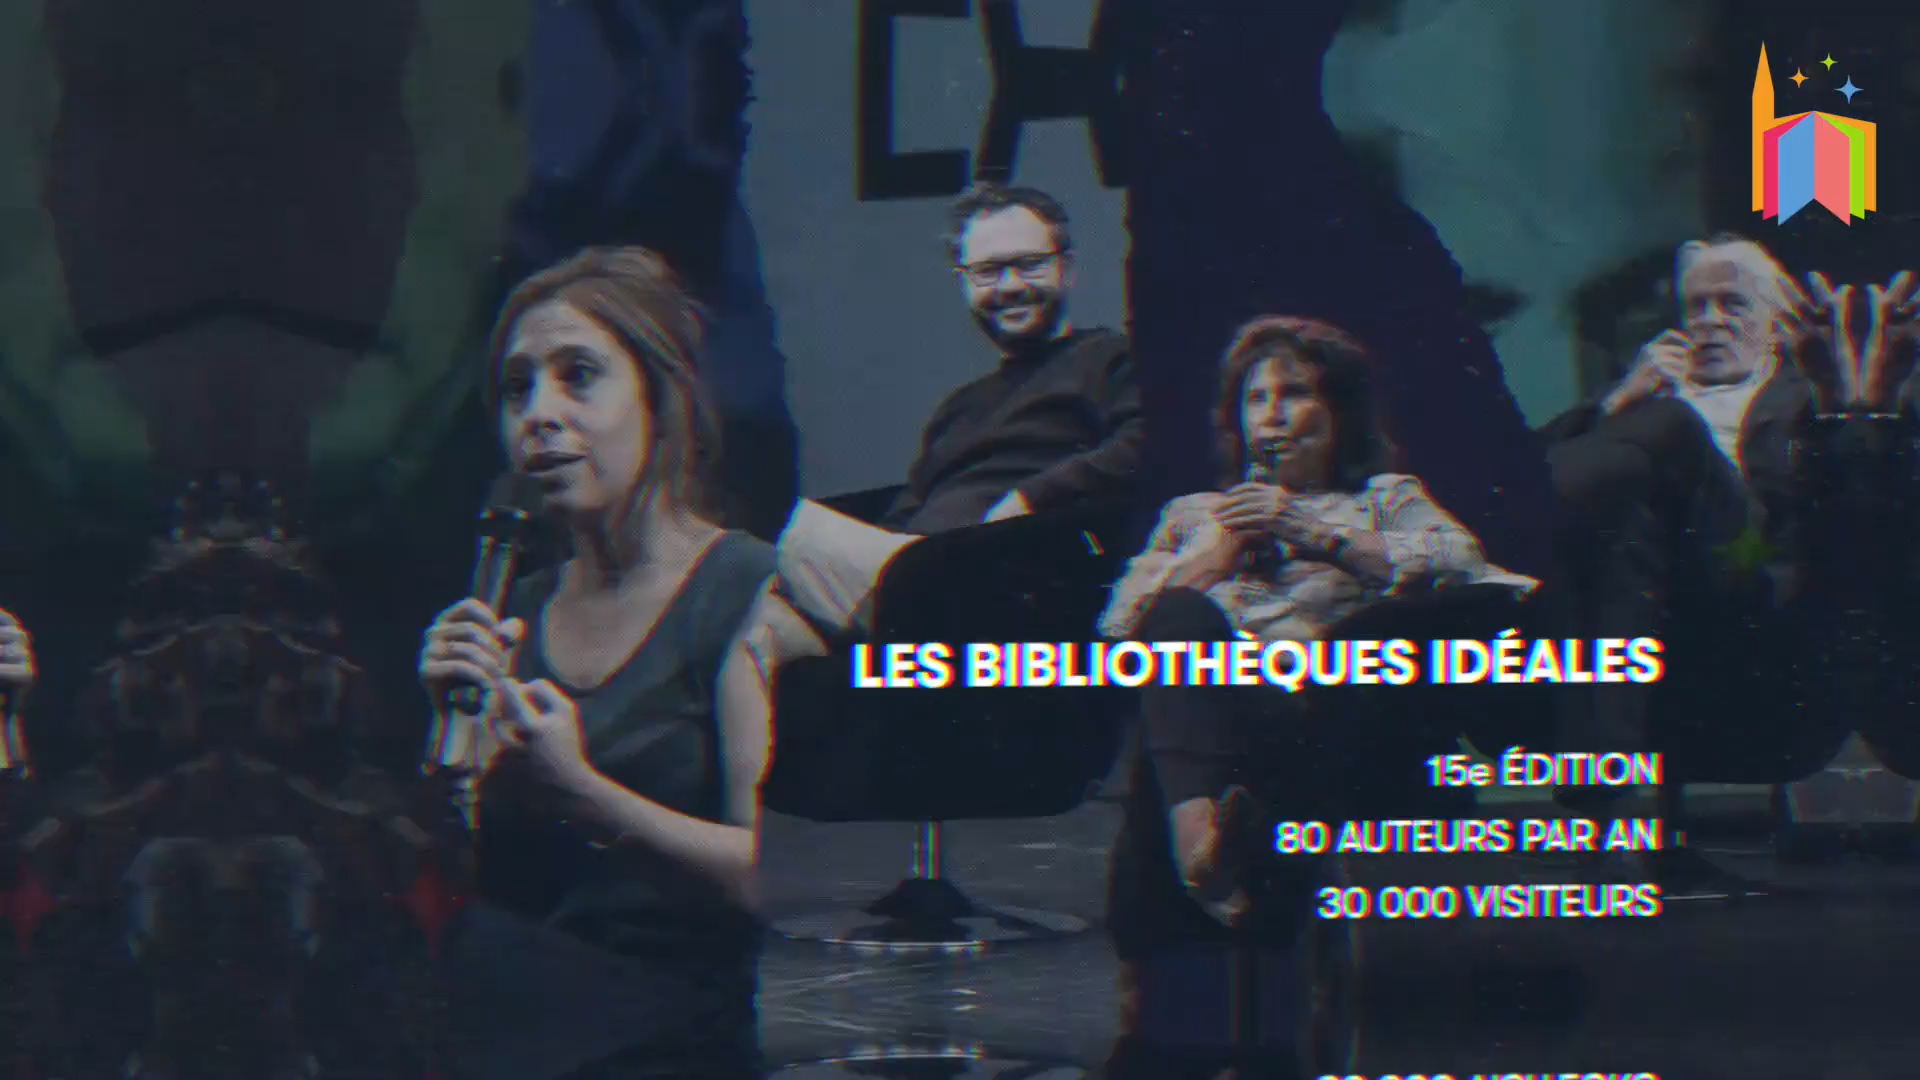 LES BIBLIOTHÈQUES IDÉALES
15e ÉDITION
80 AUTEURS PAR AN
30 000 VISITEURS